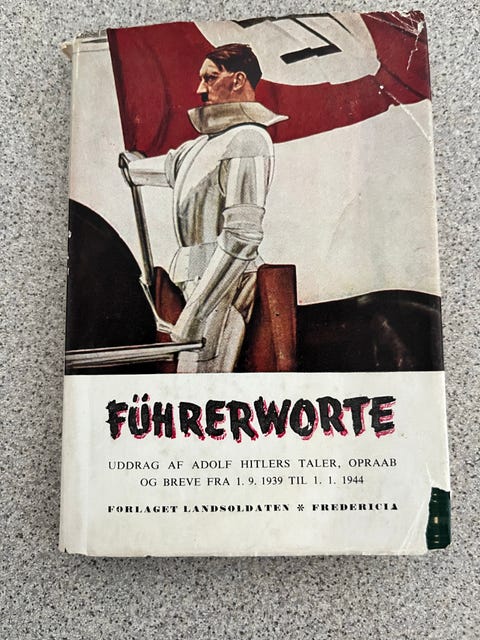 FÜHRERWORTE
UDDRAG AF ADOLF HITLERS TALER, OPRAAB
OG BREVE FRA 1. 9. 1939 TIL 1. 1. 1944
FORLAGET LANDSOLDATEN * FREDERICIA